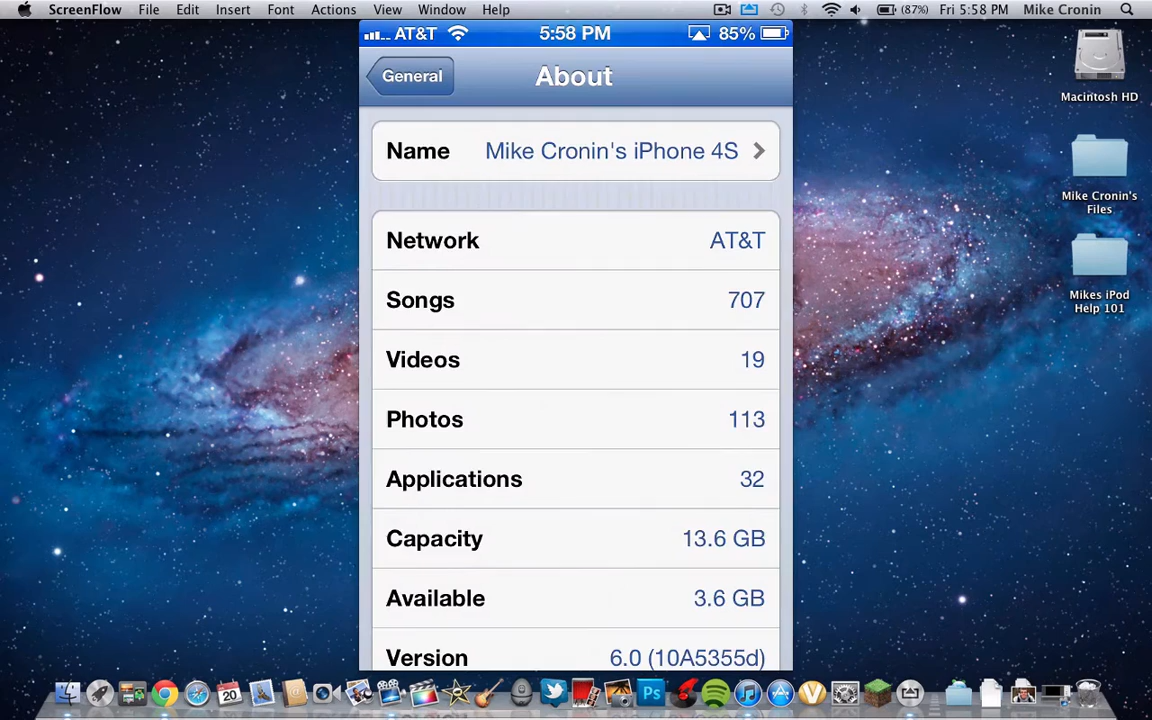 ScreenFlow File Edit Insert Font Actions View Window Help (87%) Fri 5:58 PM Mike Cronin
AT&T 5:58 PM 85%
General About
Name Mike Cronin's iPhone 4S
Network AT&T
Songs 707
Videos 19
Photos 113
Applications 32
Capacity 13.6 GB
Available 3.6 GB
Version 6.0 (10A5355d)
Macintosh HD
Mike Cronin's
Files
Mikes iPod
Help 101
20
Ps